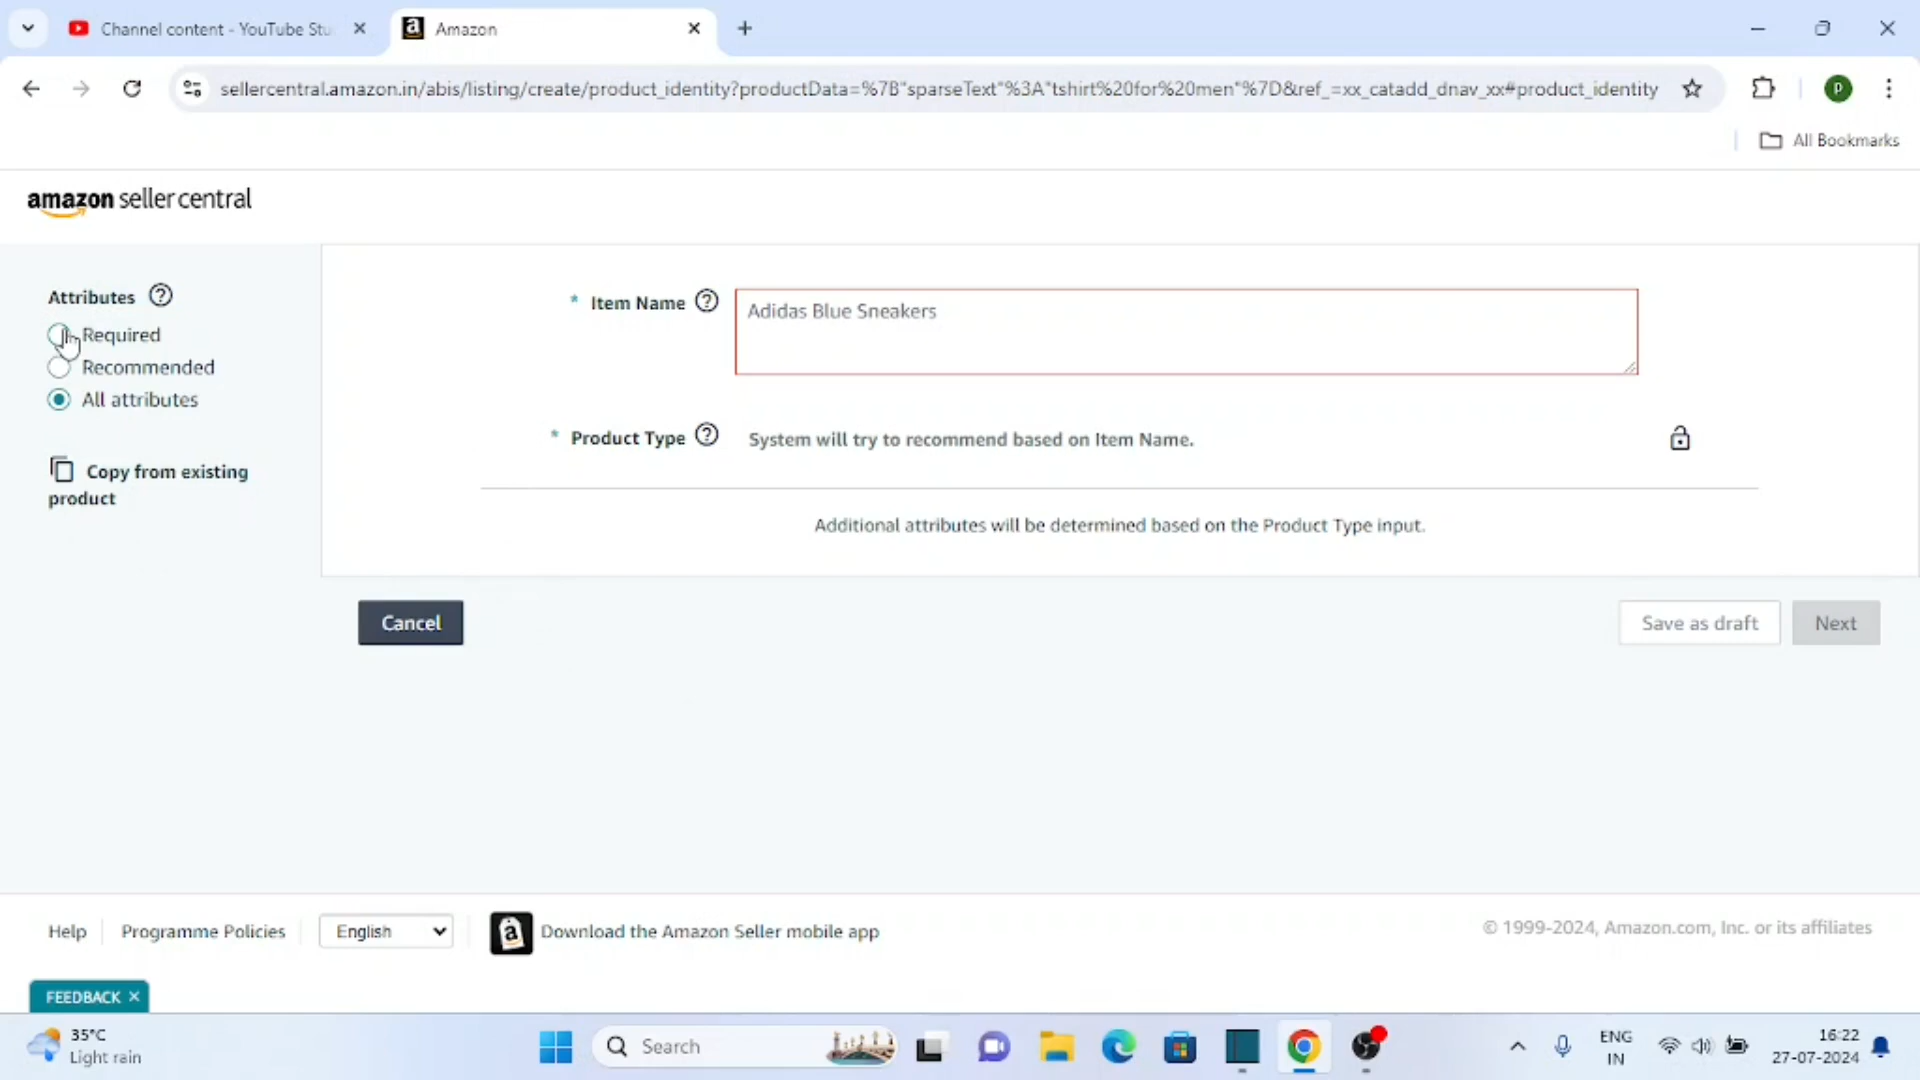 Channel content - YouTube Stu
Amazon
sellercentral.amazon.in/abis/listing/create/product_identity?productData=%7B"sparseText"%3A"tshirt%20for%20men"%7D&ref_=xx_catadd_dnav_xx#product_identity
P
All Bookmarks
amazon seller central
Attributes
Required
Recommended
All attributes
Copy from existing
product
* Item Name
Adidas Blue Sneakers
* Product Type
System will try to recommend based on Item Name.
Additional attributes will be determined based on the Product Type input.
Cancel
Save as draft
Next
Help
Programme Policies
English
Download the Amazon Seller mobile app
© 1999-2024, Amazon.com, Inc. or its affiliates
FEEDBACK ×
35°C
Light rain
Search
ENG
IN
16:22
27-07-2024